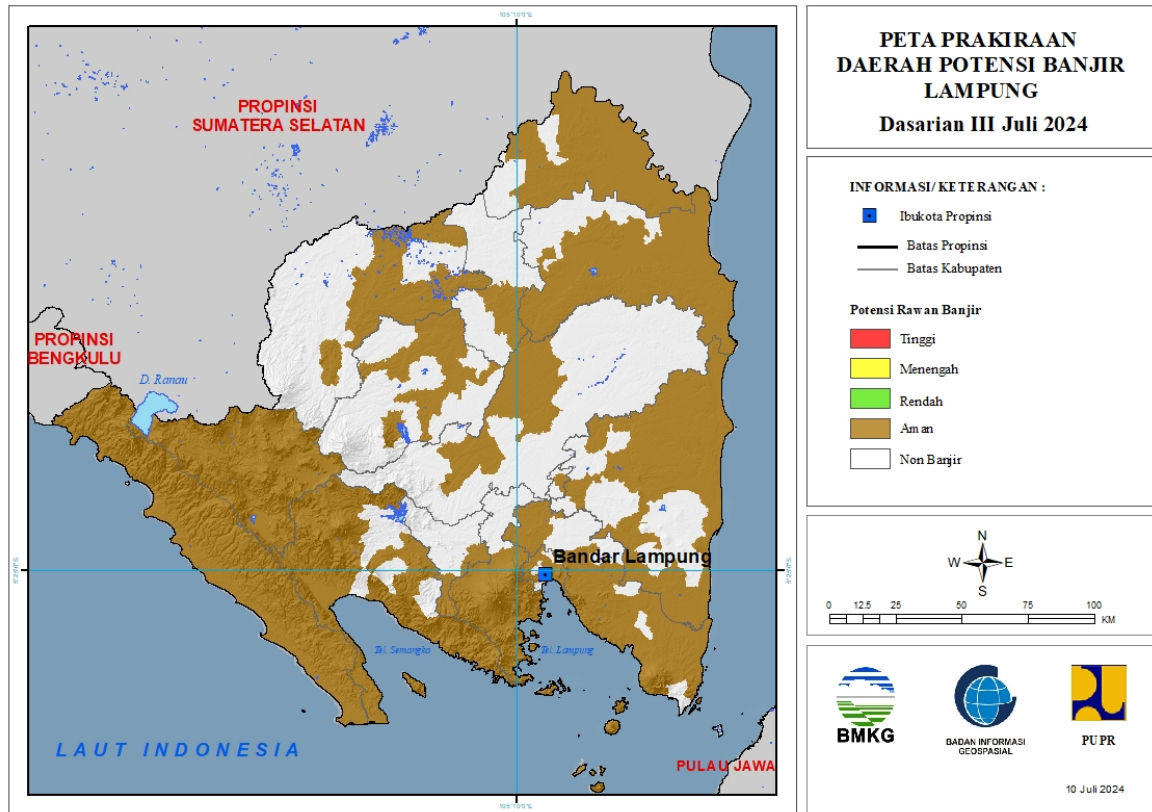 PROPINSI
SUMATERA SELATAN
PROPINSI
BENGKULU
D. Ranau
Bandar Lampung
Tel. Semangka
Tel. Lampung
LAUT INDONESIA
PULAU JAWA
PETA PRAKIRAAN
DAERAH POTENSI BANJIR
LAMPUNG
Dasarian III Juli 2024
INFORMASI/KETERANGAN :
Ibukota Propinsi
Batas Propinsi
Batas Kabupaten
Potensi Rawan Banjir
Tinggi
Menengah
Rendah
Aman
Non Banjir
N
W E
S
0 12.5 25 50 75 100
KM
BMKG
BADAN INFORMASI
GEOSPASIAL
PUPR
10 Juli 2024